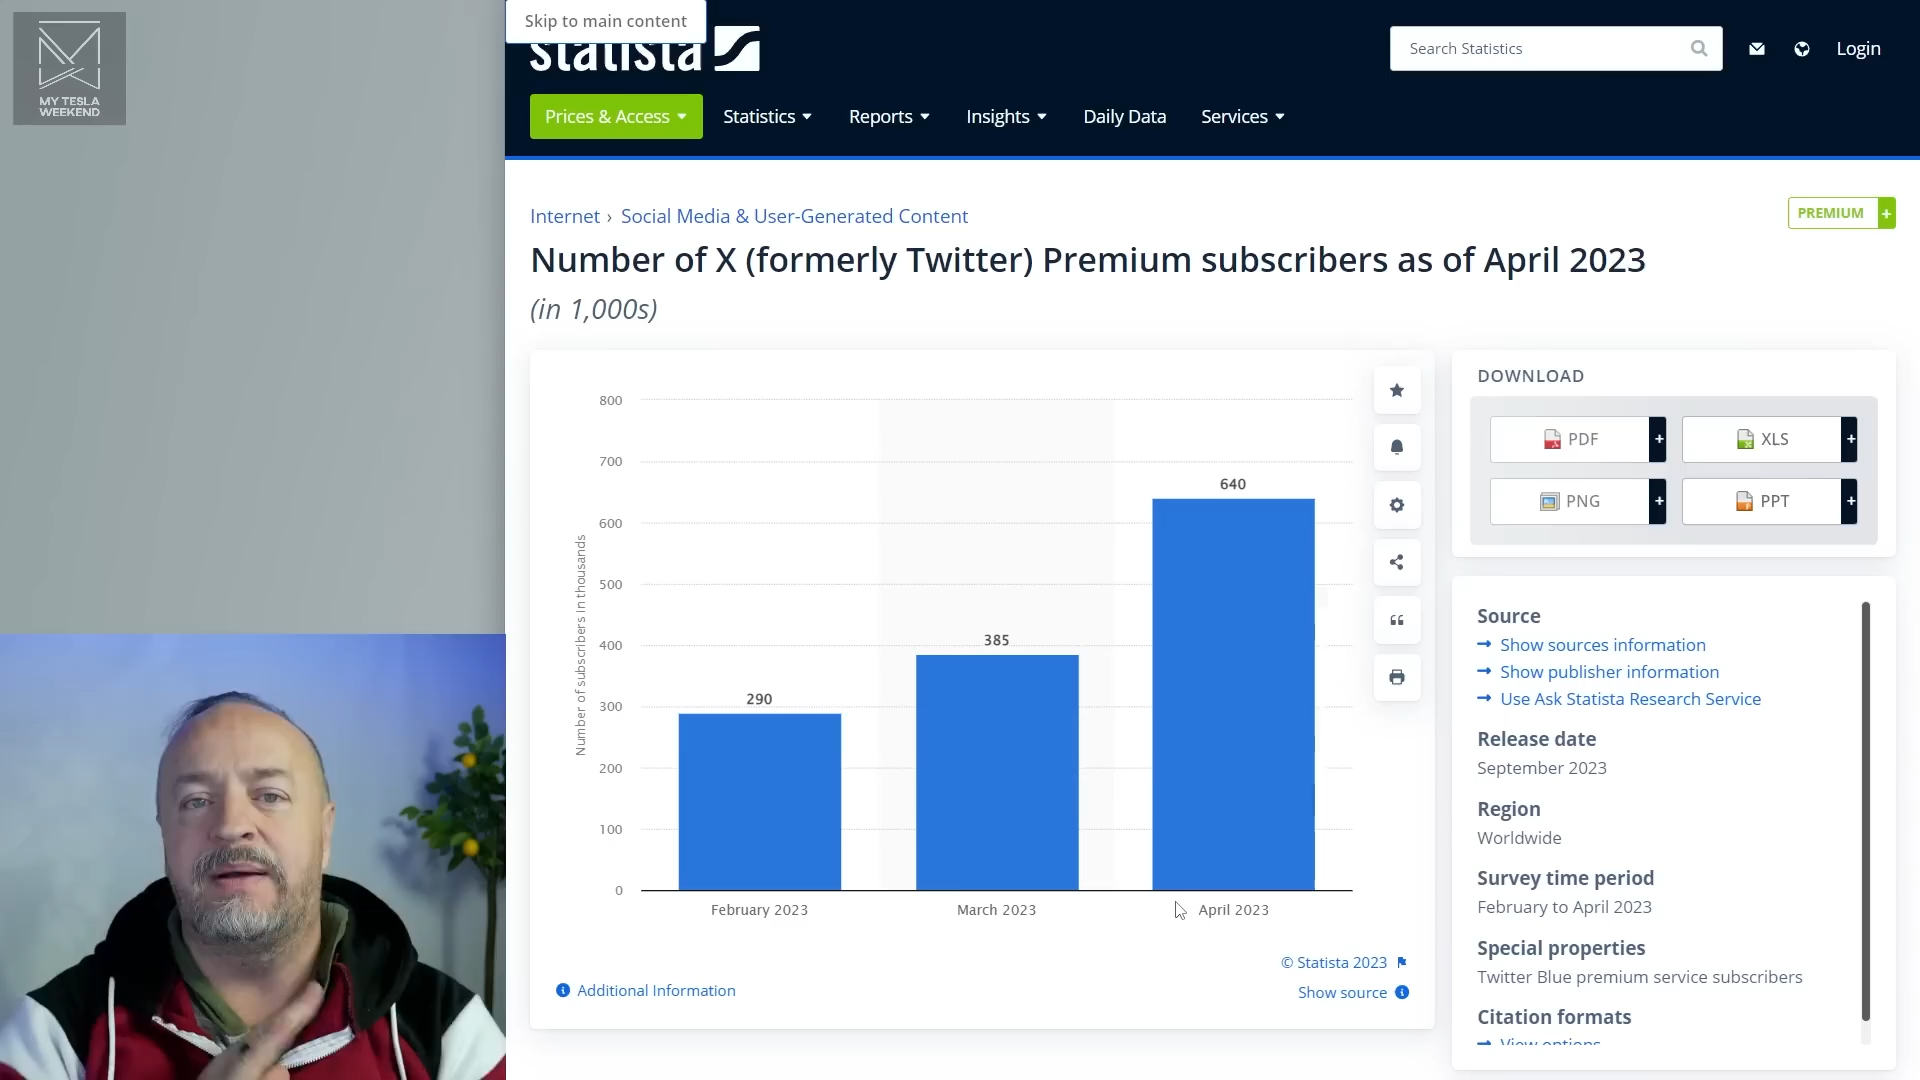 MY TESLA
WEEKEND
Skip to main content
statista
Search Statistics
Login
Prices & Access
Statistics
Reports
Insights
Daily Data
Services
Internet › Social Media & User-Generated Content
PREMIUM +
Number of X (formerly Twitter) Premium subscribers as of April 2023
(in 1,000s)
800
700
600
500
400
300
200
100
0
Number of subscribers in thousands
290
385
640
February 2023
March 2023
April 2023
© Statista 2023
Additional Information
Show source
DOWNLOAD
PDF +
XLS +
PNG +
PPT +
Source
→ Show sources information
→ Show publisher information
→ Use Ask Statista Research Service
Release date
September 2023
Region
Worldwide
Survey time period
February to April 2023
Special properties
Twitter Blue premium service subscribers
Citation formats
→ View options